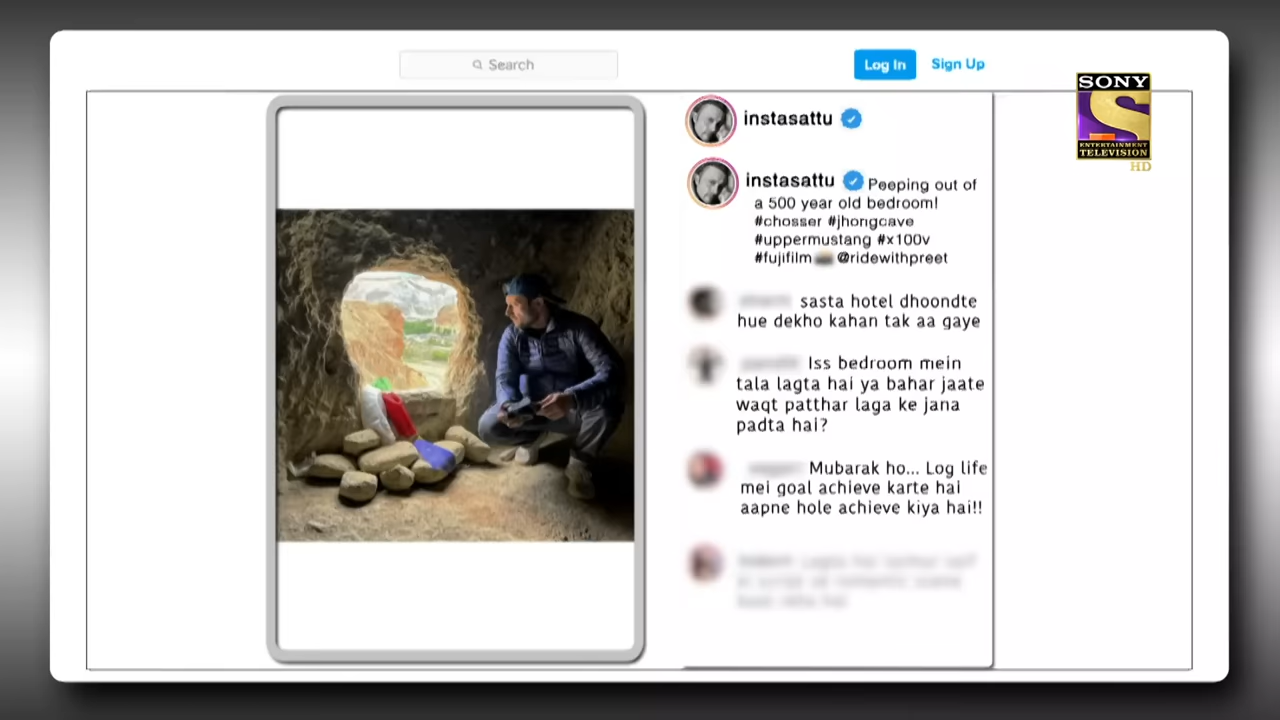 Search
Log In
Sign Up
SONY
ENTERTAINMENT
TELEVISION
HD
instasattu
instasattu Peeping out of
a 500 year old bedroom!
#chosser #jhongcave
#uppermustang #x100v
#fujifilm @ridewithpreet
sasta hotel dhoondte
hue dekho kahan tak aa gaye
Iss bedroom mein
tala lagta hai ya bahar jaate
waqt patthar laga ke jana
padta hai?
Mubarak ho... Log life
mei goal achieve karte hai
aapne hole achieve kiya hai!!